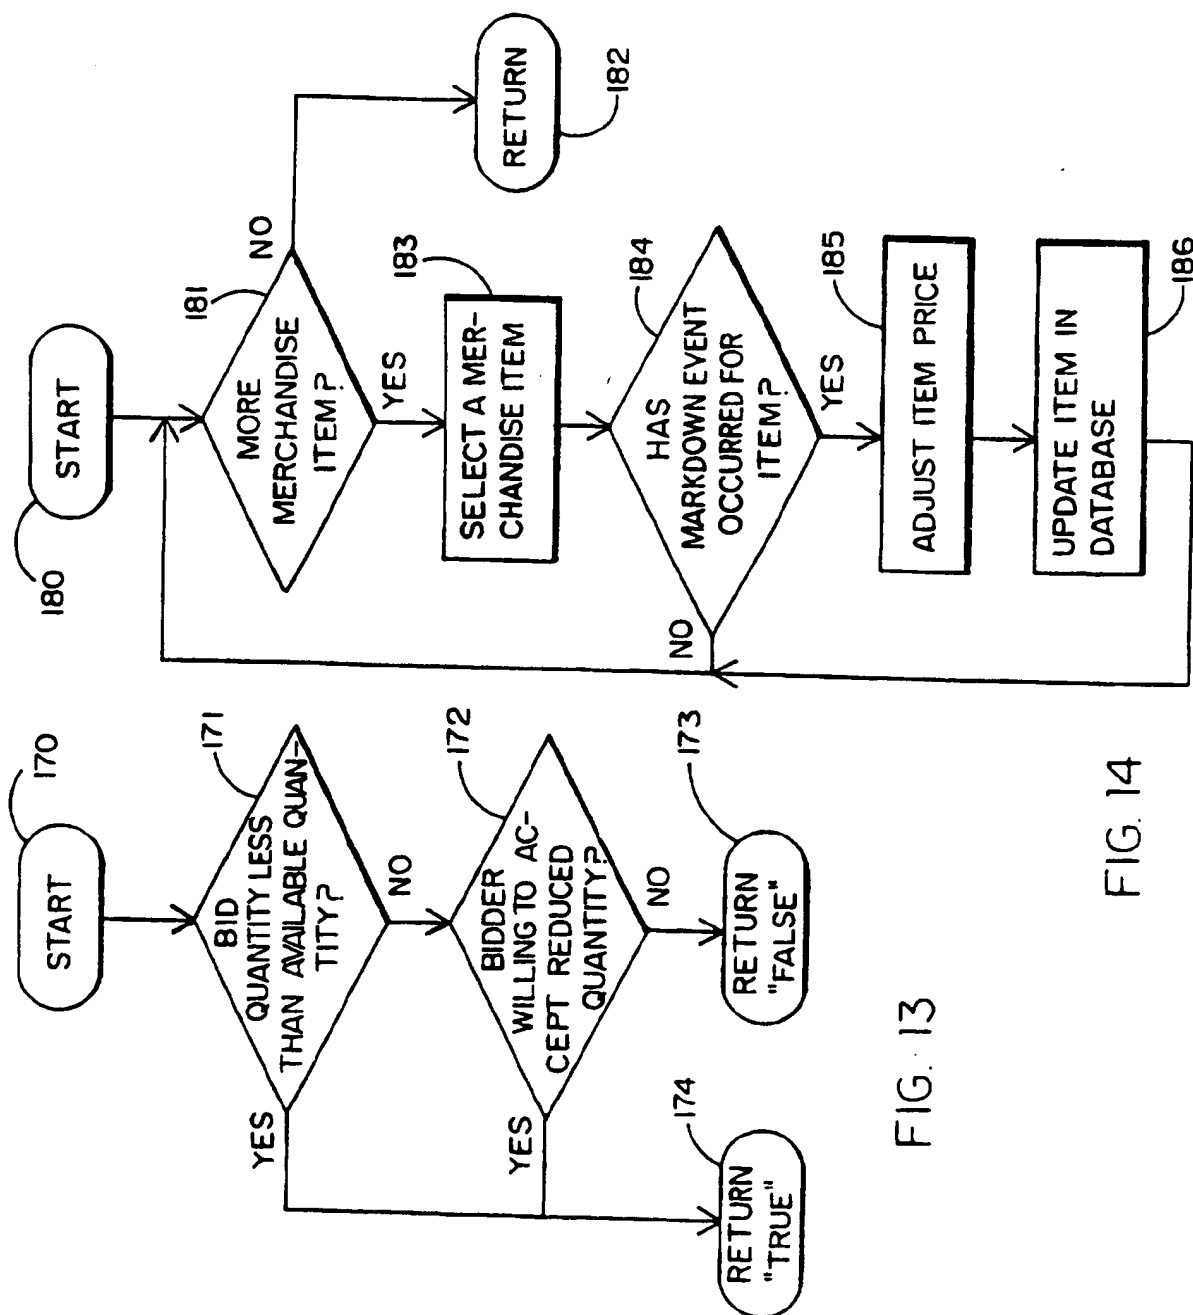 170
START
171
BID
QUANTITY LESS
THAN AVAILABLE QUAN-
TITY?
YES
NO
172
BIDDER
WILLING TO AC-
CEPT REDUCED
QUANTITY?
YES
NO
174
RETURN
"TRUE"
173
RETURN
"FALSE"
FIG. 13
180
START
181
MORE
MERCHANDISE
ITEM?
NO
YES
RETURN
182
183
SELECT A MER-
CHANDISE ITEM
184
HAS
MARKDOWN EVENT
OCCURRED FOR
ITEM?
NO
YES
185
ADJUST ITEM PRICE
UPDATE ITEM IN
DATABASE
186
FIG. 14